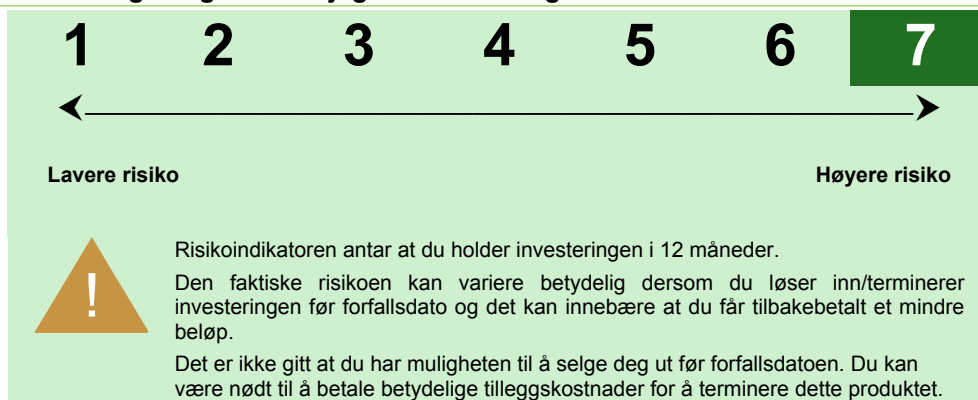 1 2 3 4 5 6 7
Lavere risiko Høyere risiko
!
Risikoindikatoren antar at du holder investeringen i 12 måneder.
Den faktiske risikoen kan variere betydelig dersom du løser inn/terminerer
investeringen før forfallsdato og det kan innebære at du får tilbakebetalt et mindre
beløp.
Det er ikke gitt at du har muligheten til å selge deg ut før forfallsdatoen. Du kan
være nødt til å betale betydelige tilleggskostnader for å terminere dette produktet.